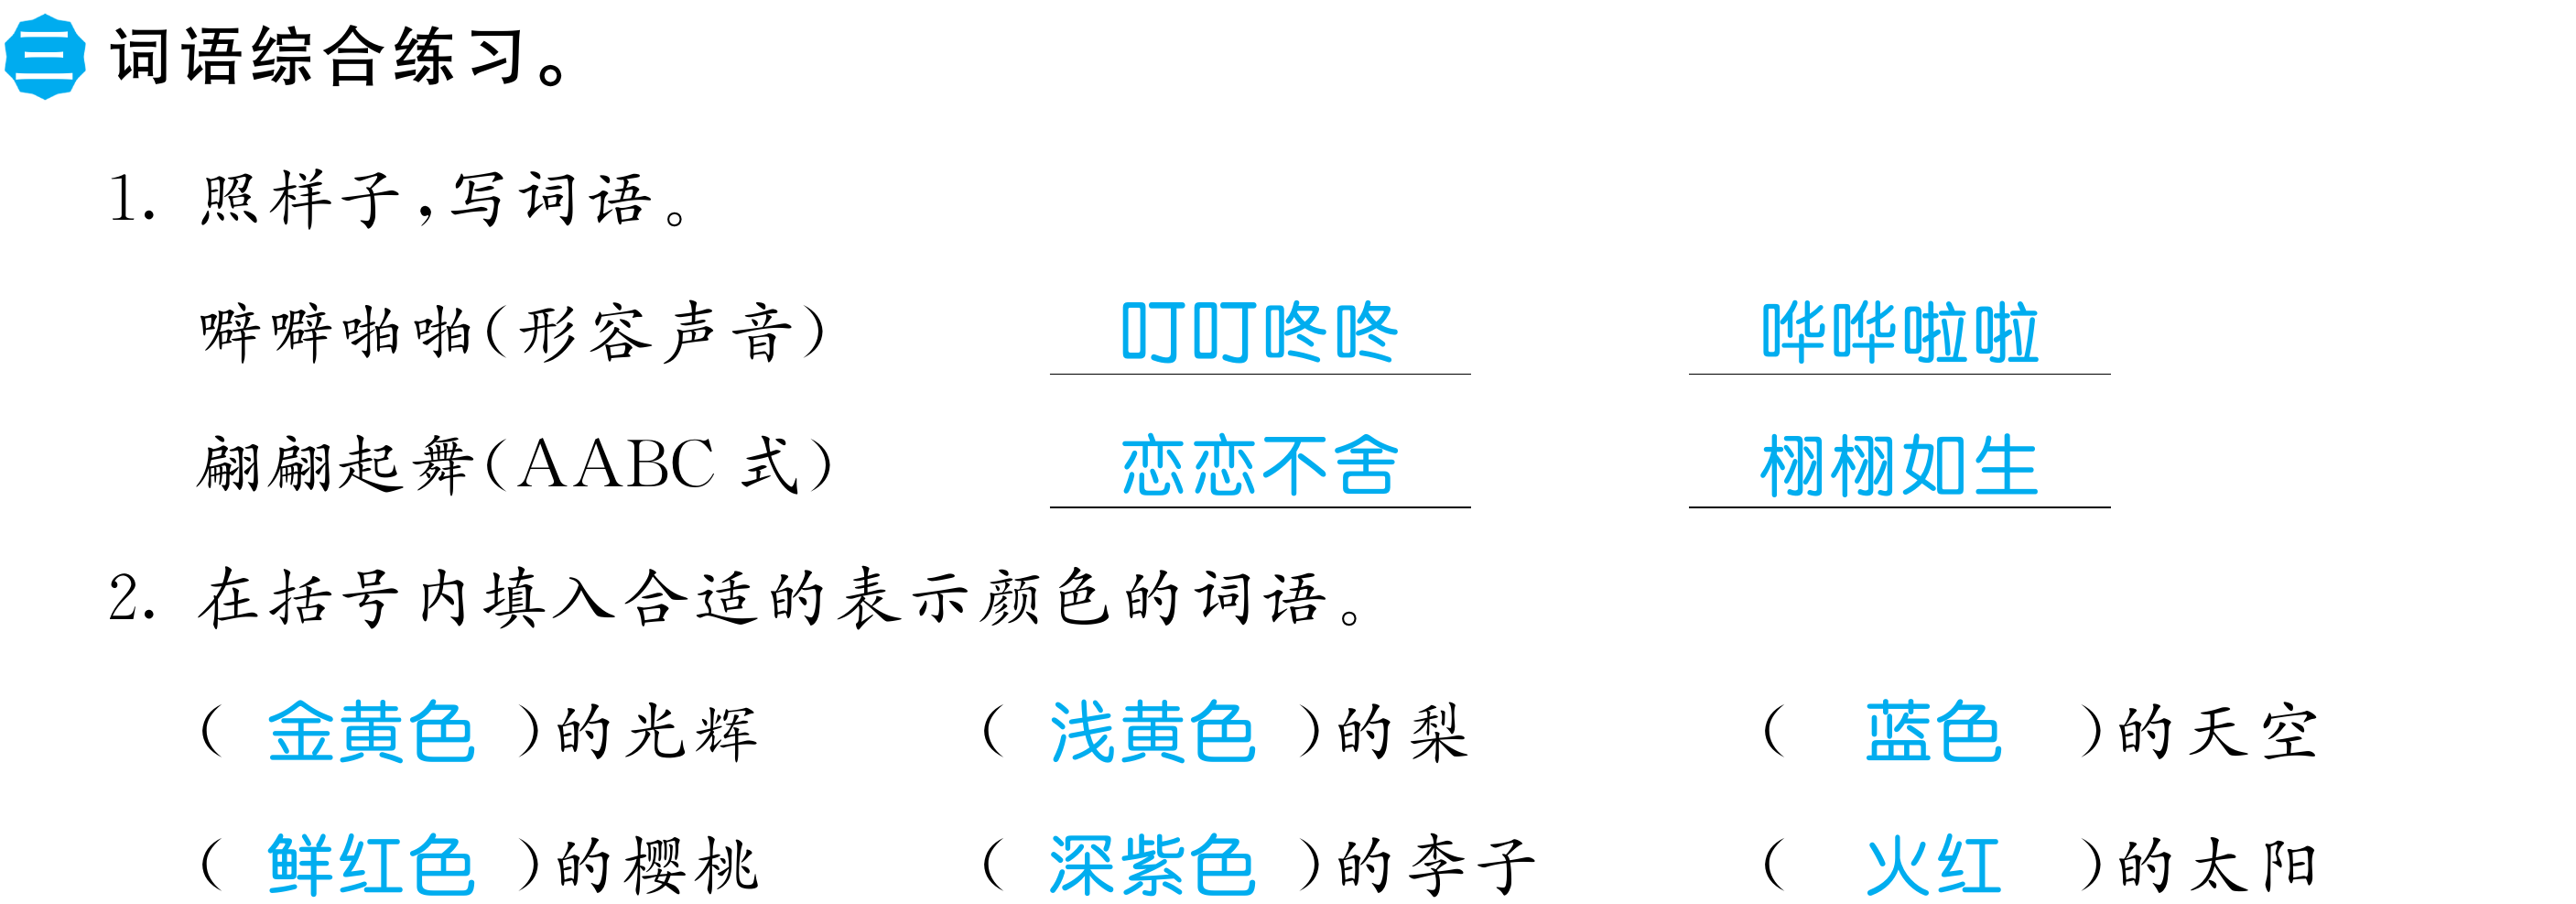 三 词语综合练习。
1. 照样子,写词语。
噼噼啪啪(形容声音) 叮叮咚咚 哗哗啦啦
翩翩起舞(AABC 式) 恋恋不舍 栩栩如生
2. 在括号内填入合适的表示颜色的词语。
( 金黄色 )的光辉 ( 浅黄色 )的梨 ( 蓝色 )的天空
( 鲜红色 )的樱桃 ( 深紫色 )的李子 ( 火红 )的太阳